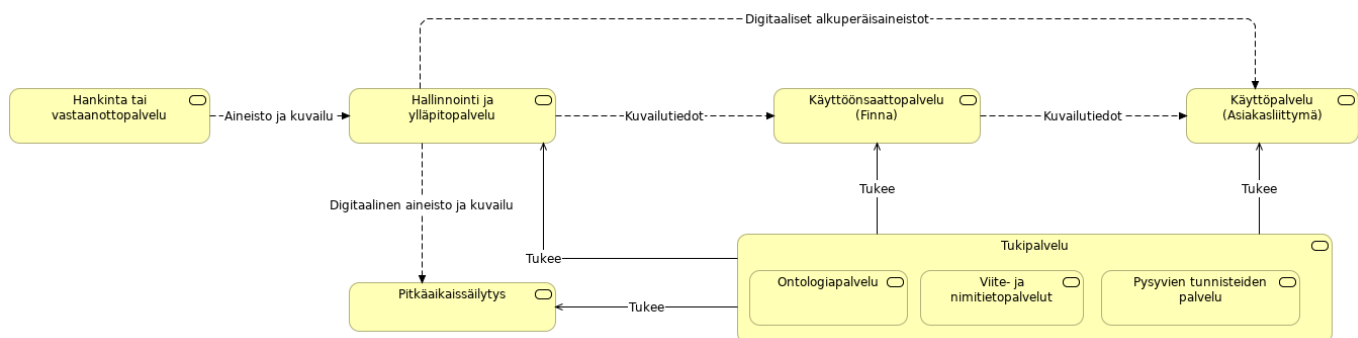 Digitaaliset alkuperäisaineistot
Hankinta tai
vastaanottopalvelu
Aineisto ja kuvailu
Hallinnointi ja
ylläpitopalvelu
Kuvailutiedot
Käyttöönsaattopalvelu
(Finna)
Kuvailutiedot
Käyttöpalvelu
(Asiakasliittymä)
Tukee
Tukee
Digitaalinen aineisto ja kuvailu
Tukipalvelu
Tukee
Ontologiapalvelu
Viite- ja
nimitietopalvelut
Pysyvien tunnisteiden
palvelu
Pitkäaikaissäilytys
Tukee